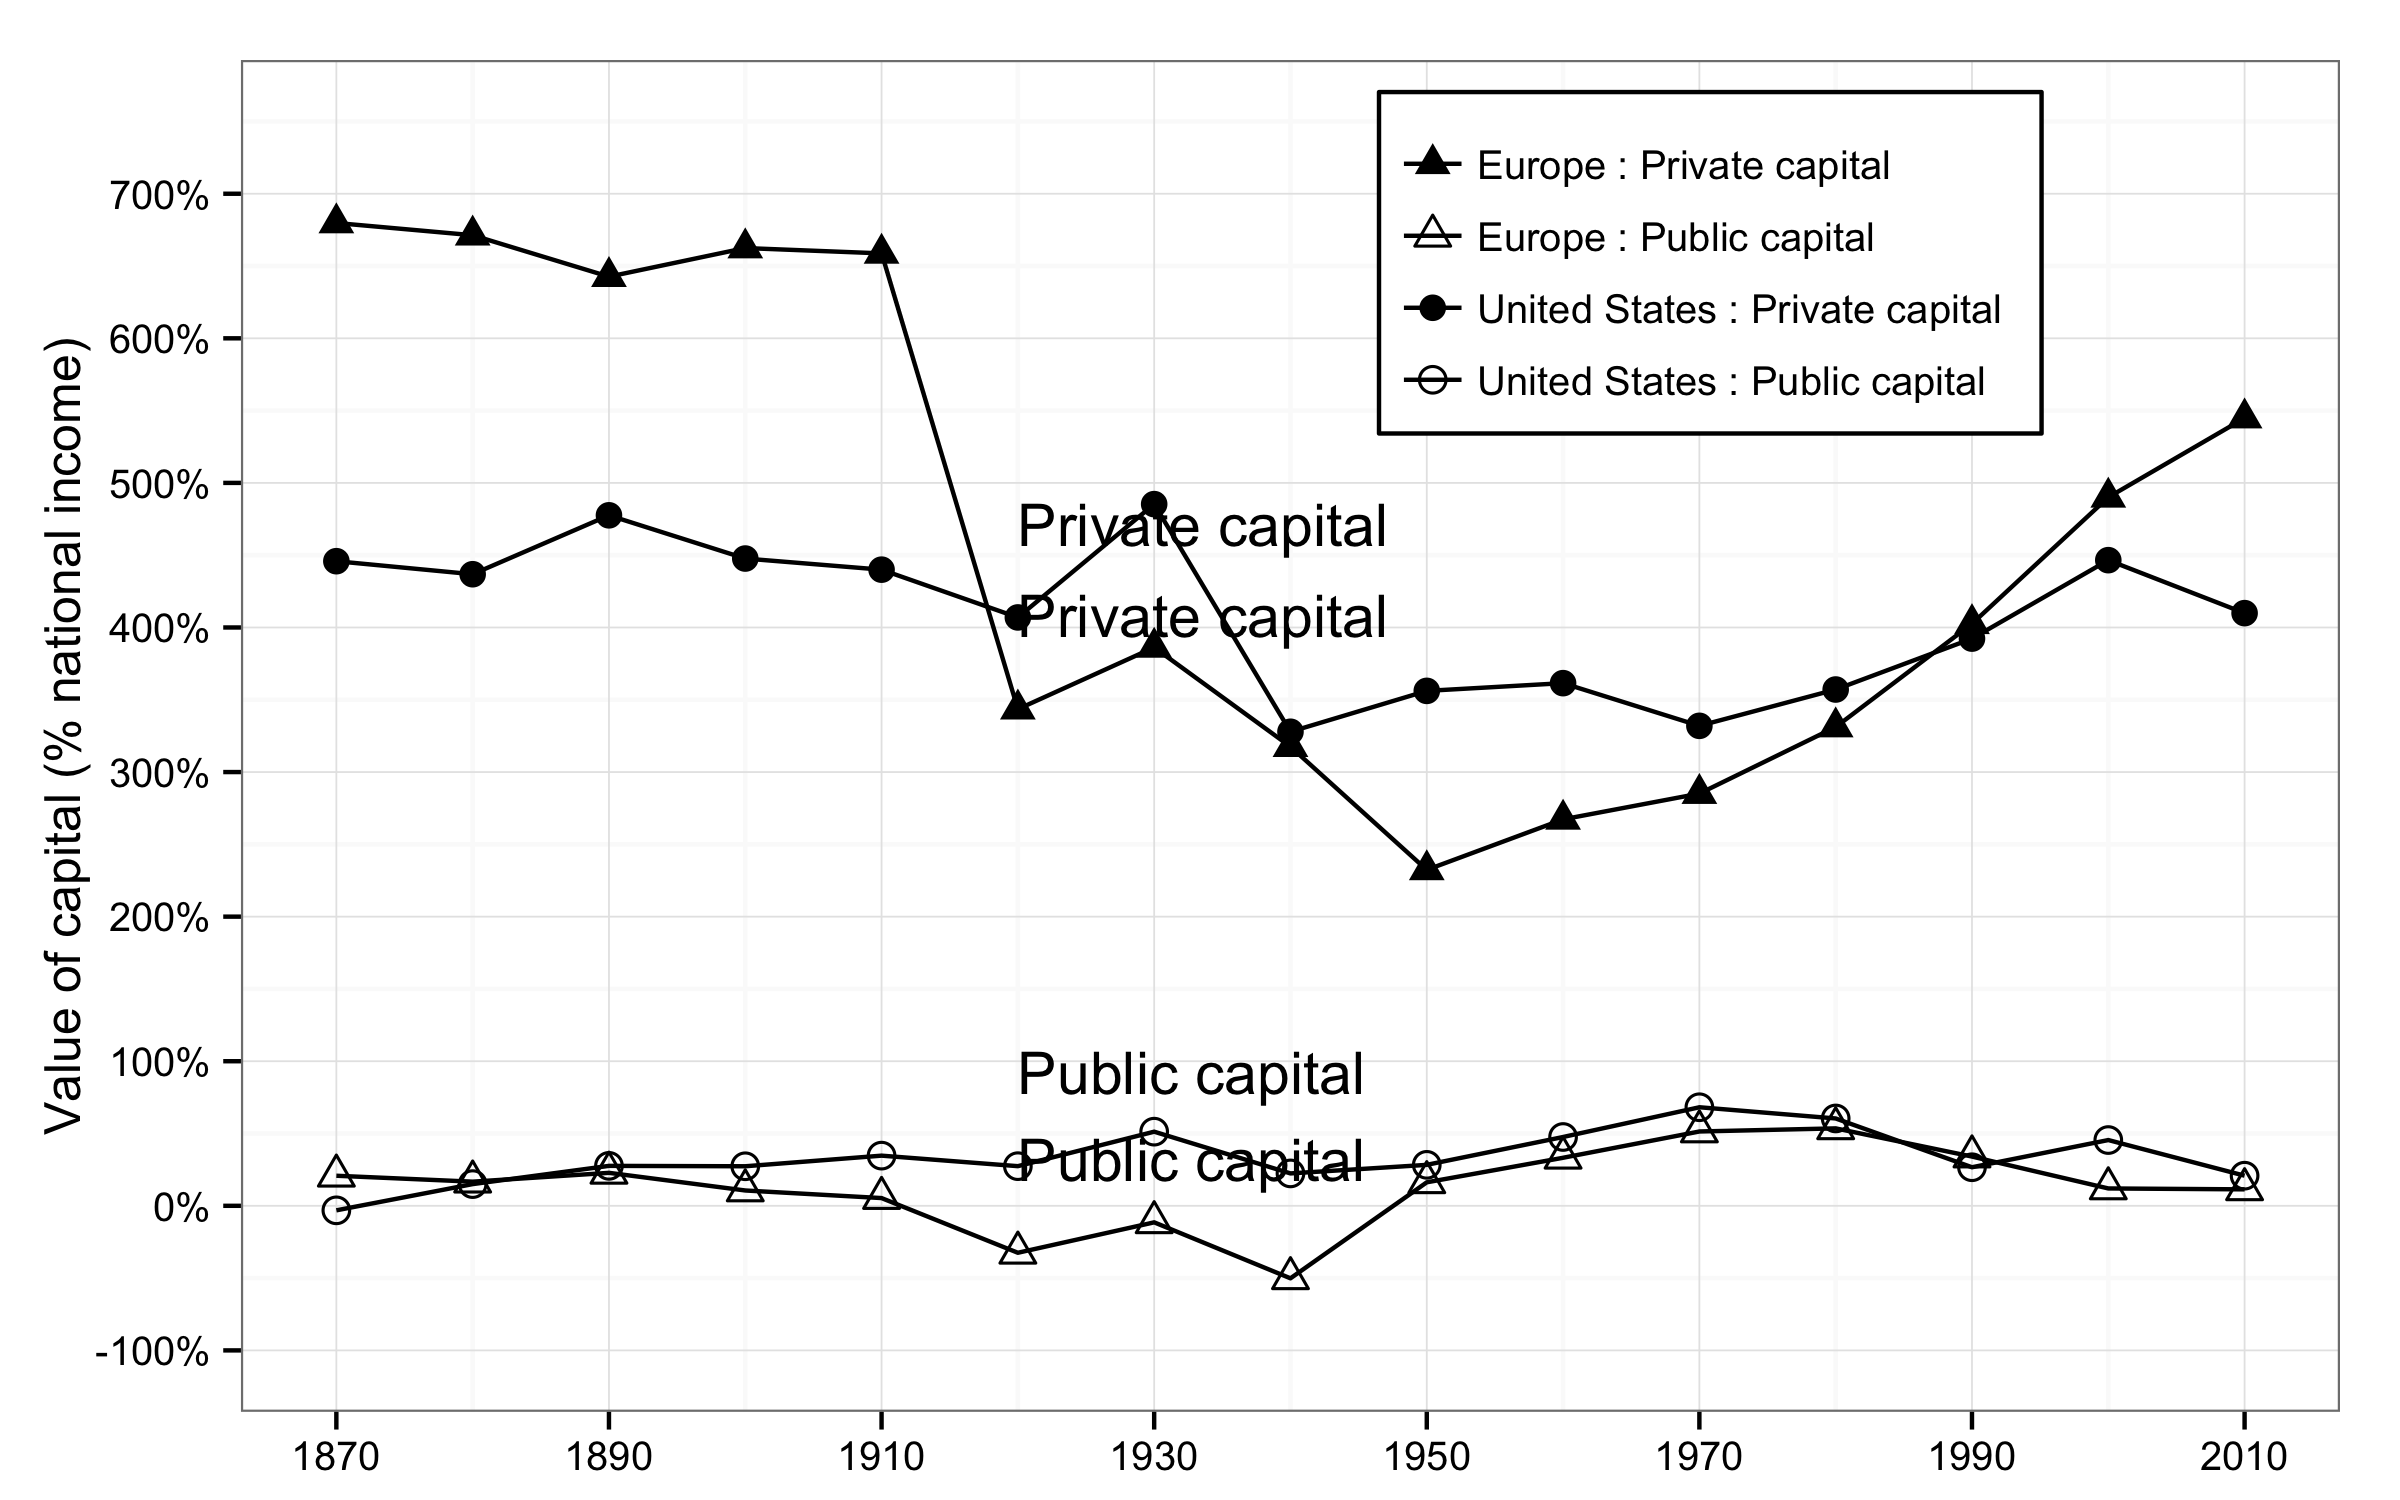 Value of capital (% national income)
700%
600%
500%
400%
300%
200%
100%
0%
-100%
Europe : Private capital
Europe : Public capital
United States : Private capital
United States : Public capital
Private capital
Private capital
Public capital
Public capital
1870 1890 1910 1930 1950 1970 1990 2010